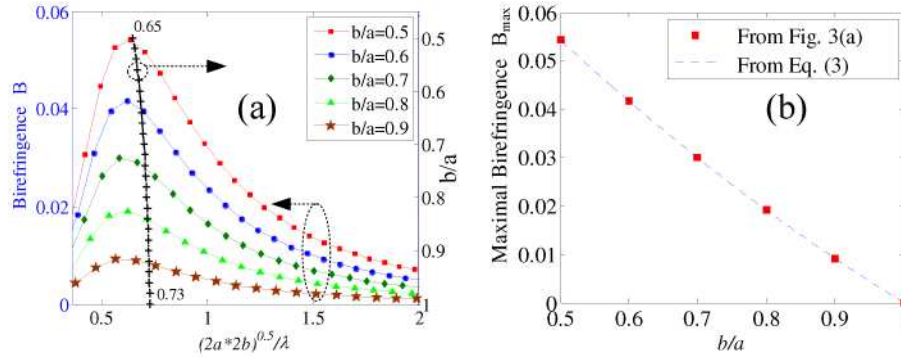 0.06
0.04
0.02
0
Birefringence B
0.65
0.73
(a)
b/a=0.5
b/a=0.6
b/a=0.7
b/a=0.8
b/a=0.9
0.5
0.6
0.7
0.8
0.9
1
b/a
0.5 1 1.5 2
(2a*2b)^0.5/λ
0.06
0.05
0.04
0.03
0.02
0.01
0
Maximal Birefringence Bmax
From Fig. 3(a)
From Eq. (3)
(b)
0.5 0.6 0.7 0.8 0.9
b/a